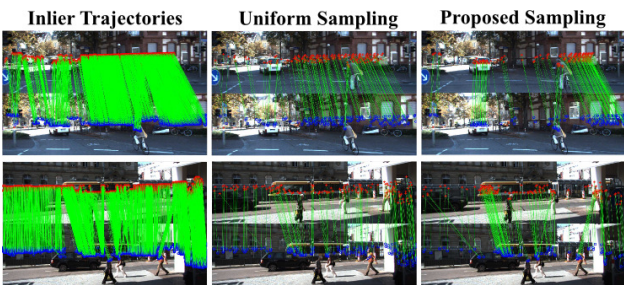 Inlier Trajectories
Uniform Sampling
Proposed Sampling